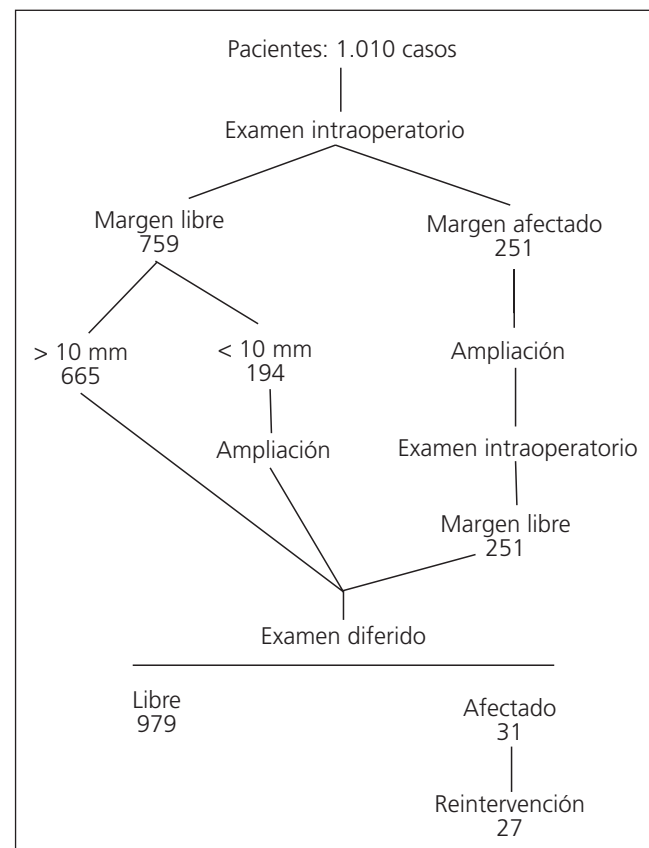 Pacientes: 1.010 casos
Examen intraoperatorio
Margen libre
759
Margen afectado
251
> 10 mm
665
< 10 mm
194
Ampliación
Ampliación
Examen intraoperatorio
Margen libre
251
Examen diferido
Libre
979
Afectado
31
Reintervención
27